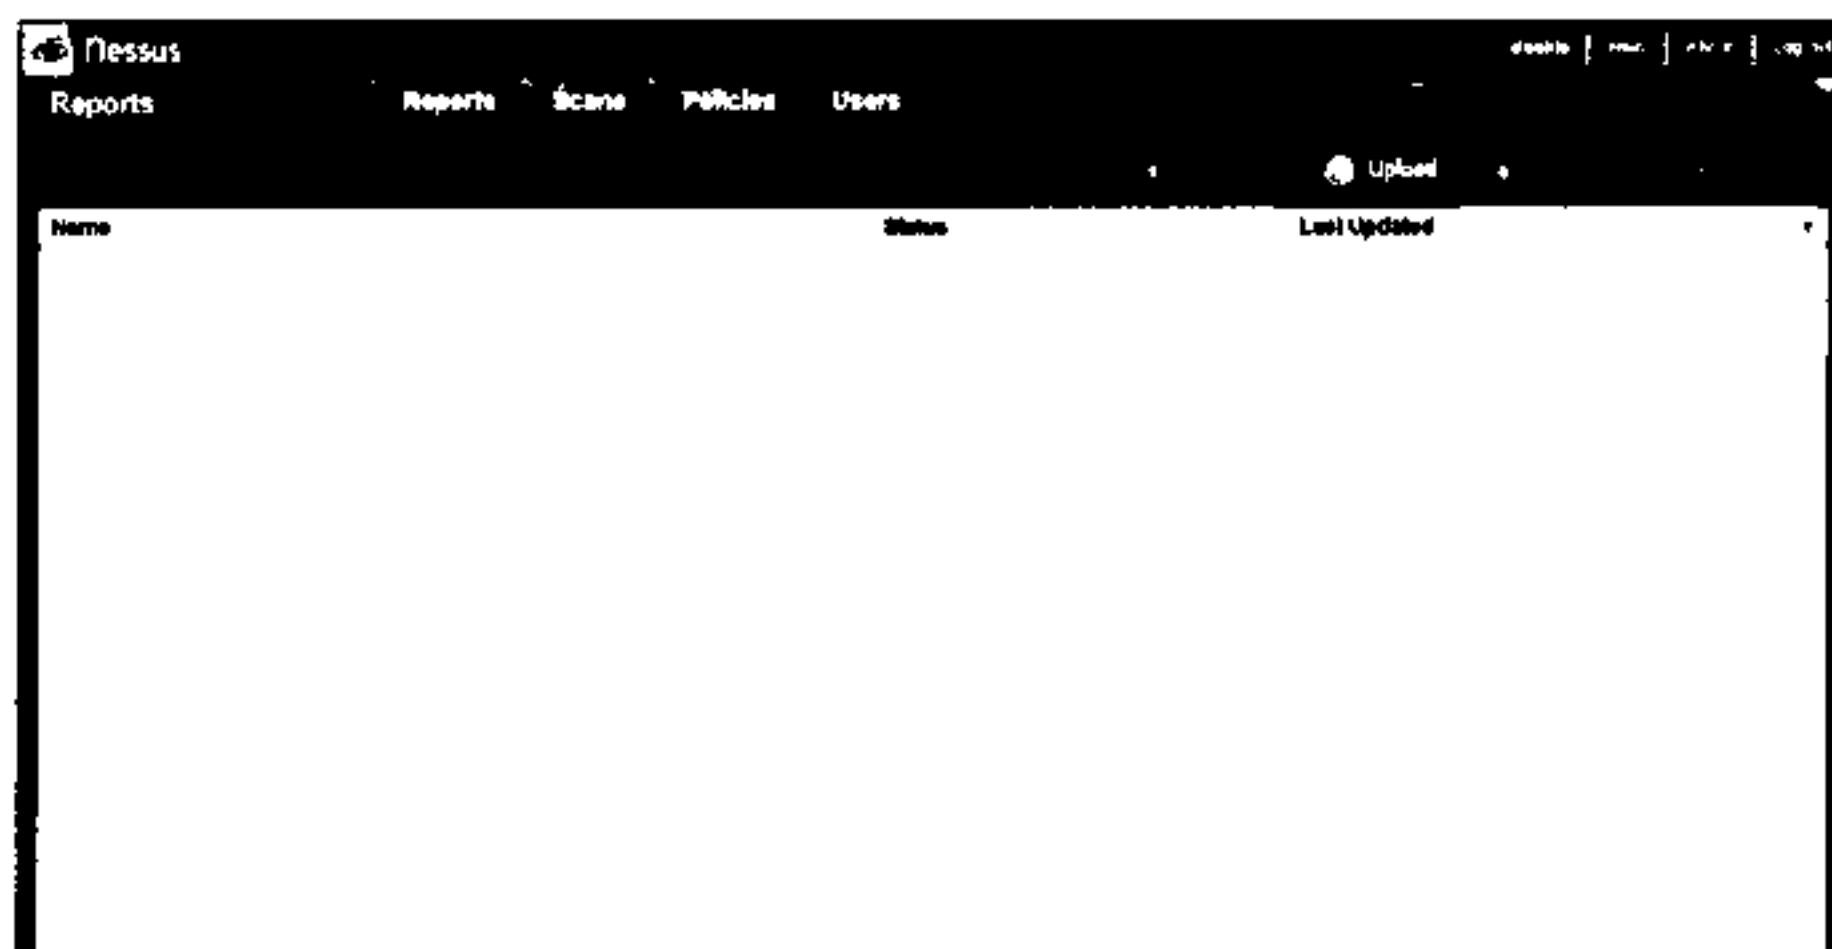 Nessus
Reports Reports Scans Policies Users
Upload
Name Status Last Updated